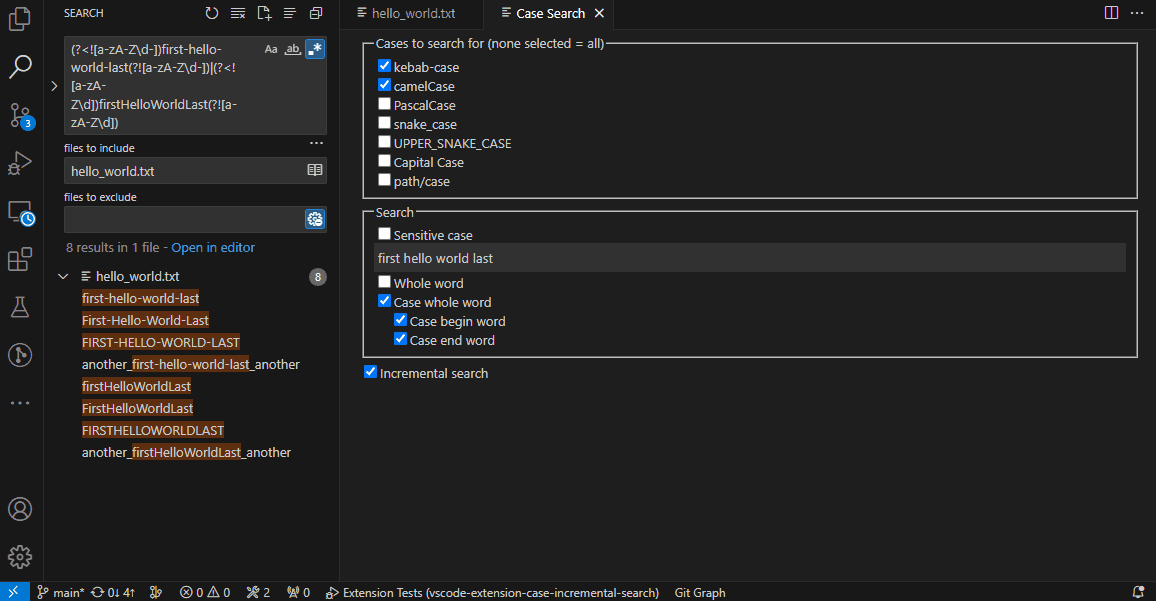 SEARCH
(?<![a-zA-Z\d-])first-hello-
world-last(?![a-zA-Z\d-])|(?<!
[a-zA-
Z\d])firstHelloWorldLast(?![a-
zA-Z\d])
Aa
ab
.*
files to include
hello_world.txt
files to exclude
8 results in 1 file - Open in editor
hello_world.txt
8
first-hello-world-last
First-Hello-World-Last
FIRST-HELLO-WORLD-LAST
another_first-hello-world-last_another
firstHelloWorldLast
FirstHelloWorldLast
FIRSTHELLOWORLDLAST
another_firstHelloWorldLast_another
3
hello_world.txt
Case Search
Cases to search for (none selected = all)
kebab-case
camelCase
PascalCase
snake_case
UPPER_SNAKE_CASE
Capital Case
path/case
Search
Sensitive case
first hello world last
Whole word
Case whole word
Case begin word
Case end word
Incremental search
main* 0↓ 4↑ 0 0 2 0 Extension Tests (vscode-extension-case-incremental-search) Git Graph